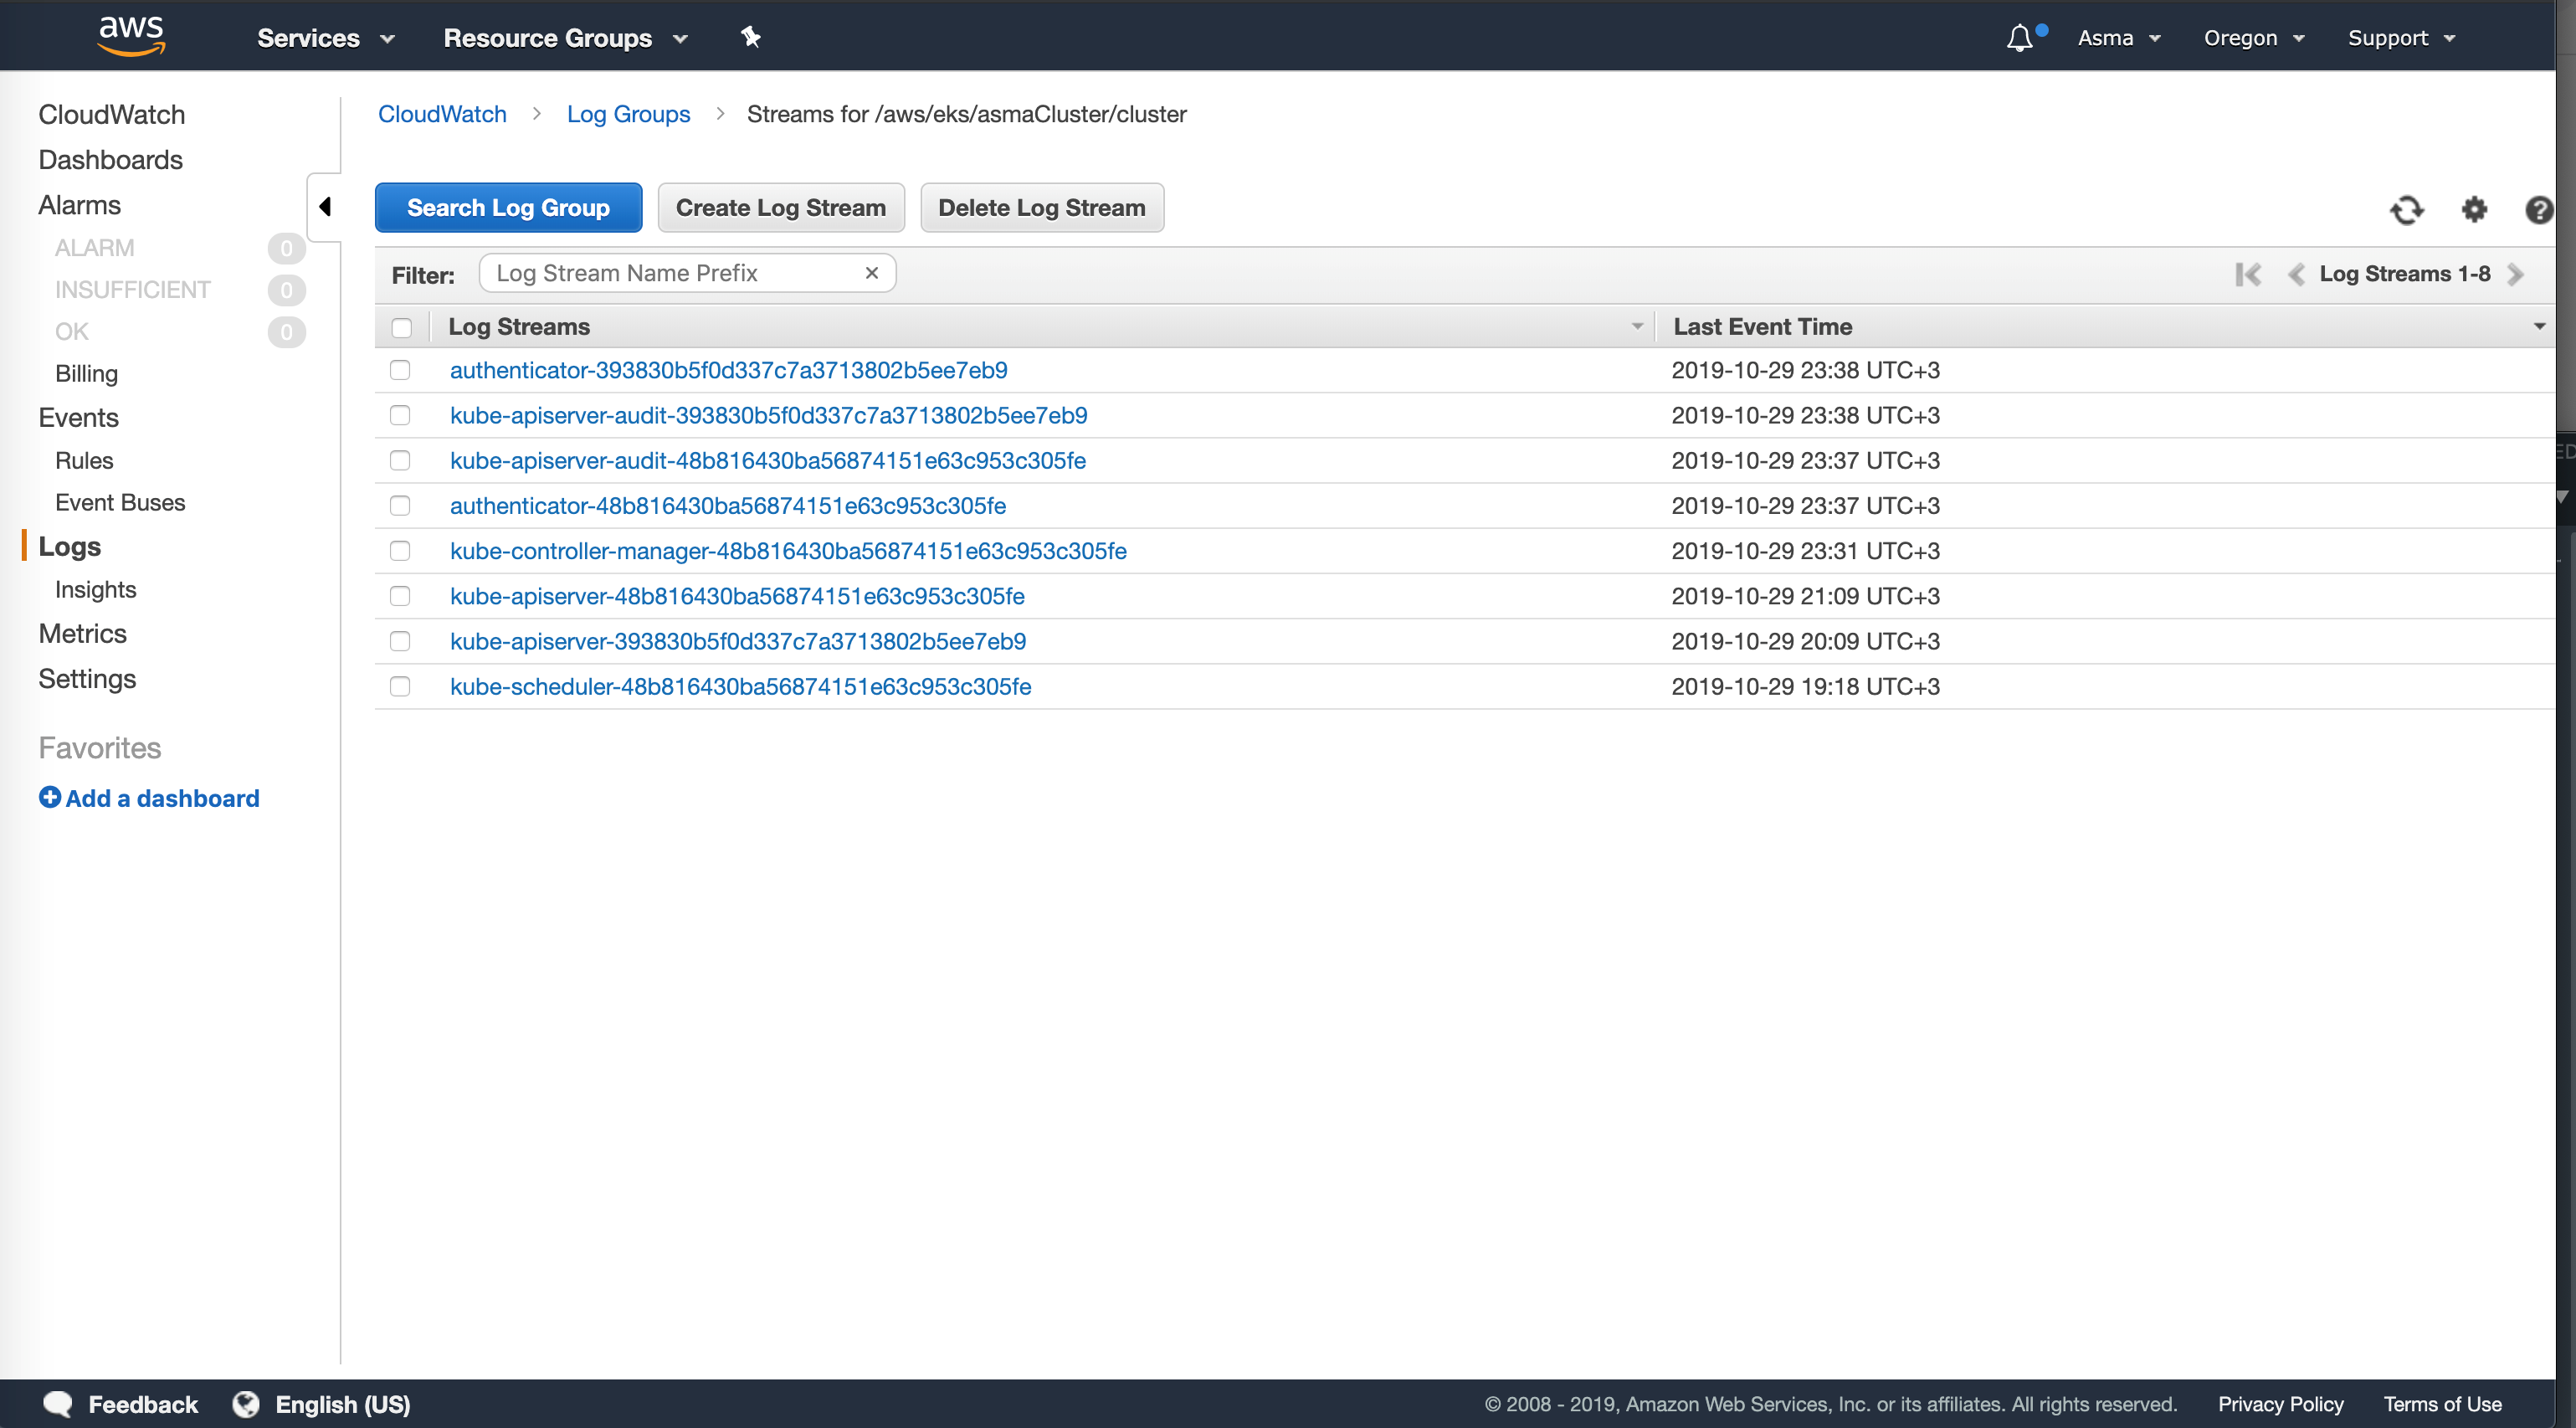 aws Services Resource Groups Asma Oregon Support
CloudWatch
Dashboards
Alarms
ALARM 0
INSUFFICIENT 0
OK 0
Billing
Events
Rules
Event Buses
Logs
Insights
Metrics
Settings
Favorites
Add a dashboard
CloudWatch > Log Groups > Streams for /aws/eks/asmaCluster/cluster
Search Log Group Create Log Stream Delete Log Stream
Filter: Log Stream Name Prefix × Log Streams 1-8
Log Streams Last Event Time
authenticator-393830b5f0d337c7a3713802b5ee7eb9 2019-10-29 23:38 UTC+3
kube-apiserver-audit-393830b5f0d337c7a3713802b5ee7eb9 2019-10-29 23:38 UTC+3
kube-apiserver-audit-48b816430ba56874151e63c953c305fe 2019-10-29 23:37 UTC+3
authenticator-48b816430ba56874151e63c953c305fe 2019-10-29 23:37 UTC+3
kube-controller-manager-48b816430ba56874151e63c953c305fe 2019-10-29 23:31 UTC+3
kube-apiserver-48b816430ba56874151e63c953c305fe 2019-10-29 21:09 UTC+3
kube-apiserver-393830b5f0d337c7a3713802b5ee7eb9 2019-10-29 20:09 UTC+3
kube-scheduler-48b816430ba56874151e63c953c305fe 2019-10-29 19:18 UTC+3
Feedback English (US) © 2008 - 2019, Amazon Web Services, Inc. or its affiliates. All rights reserved. Privacy Policy Terms of Use